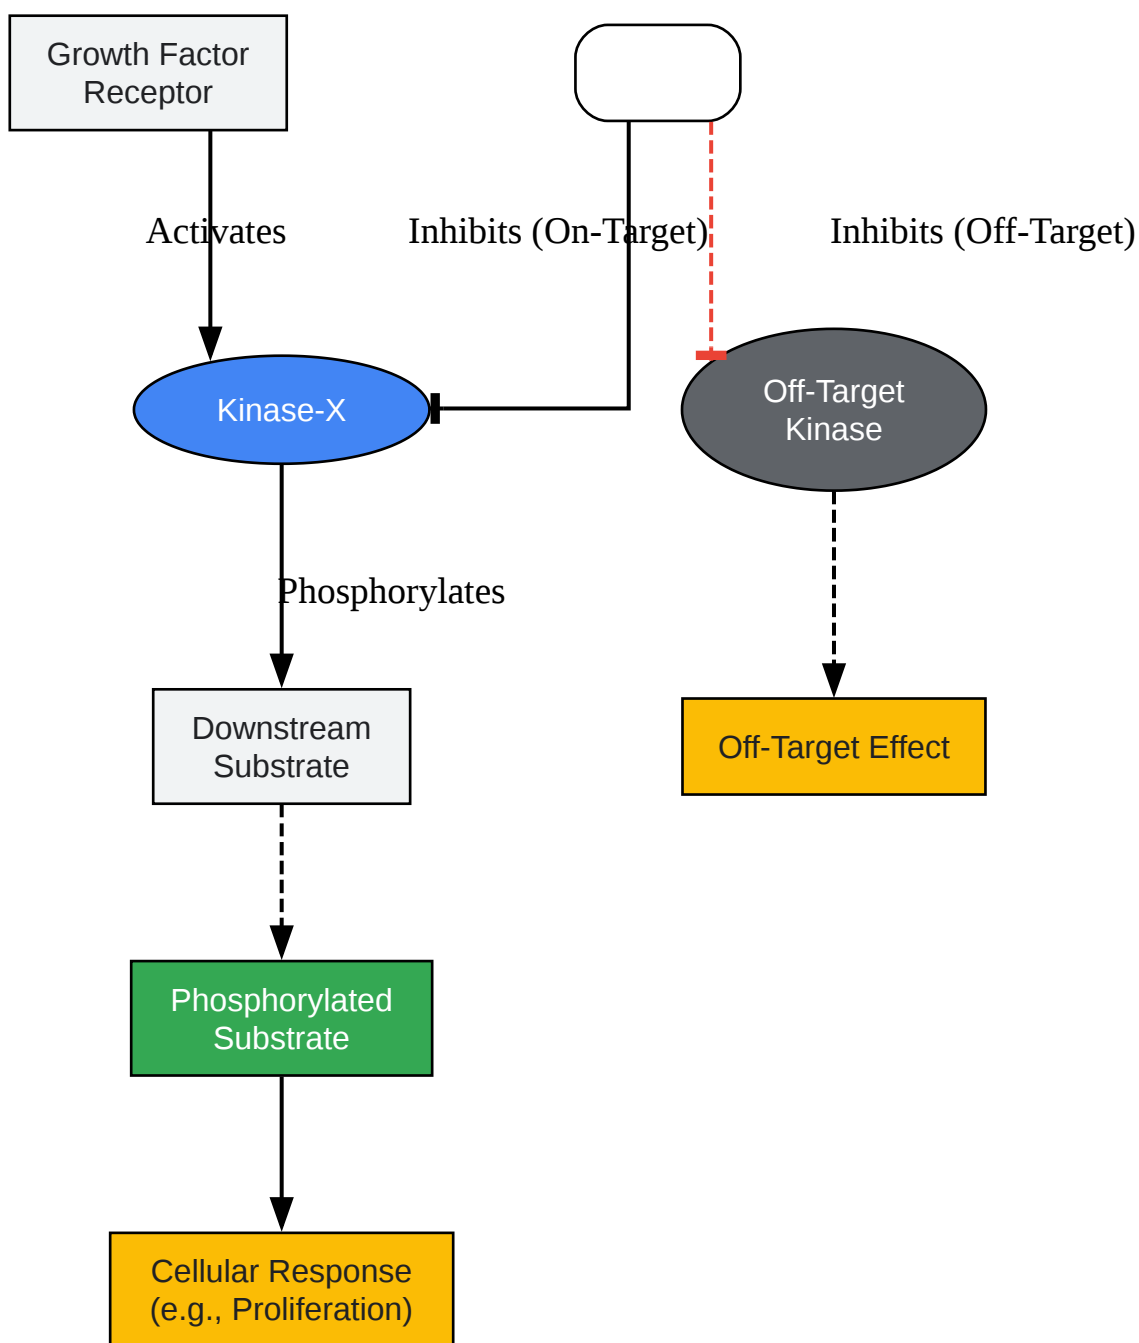 Growth Factor
Receptor
Activates
Inhibits (On-Target)
Inhibits (Off-Target)
Kinase-X
Off-Target
Kinase
Phosphorylates
Downstream
Substrate
Off-Target Effect
Phosphorylated
Substrate
Cellular Response
(e.g., Proliferation)